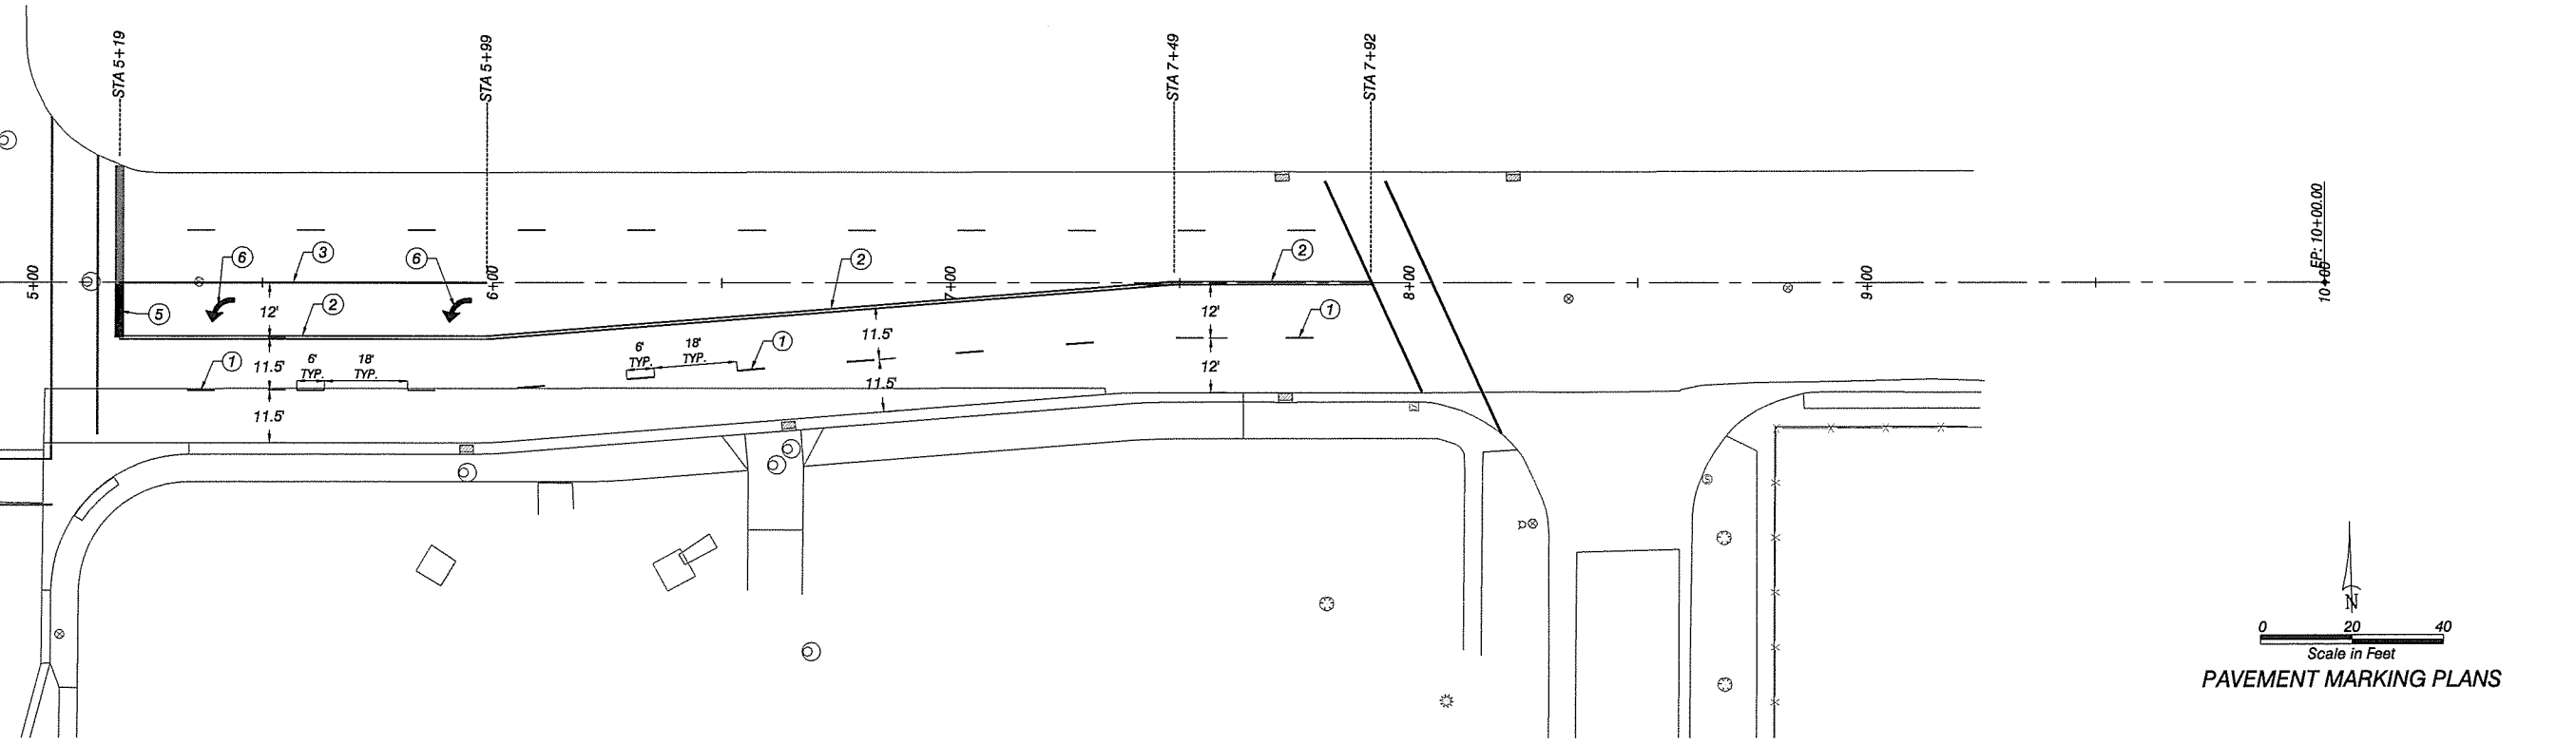 STA 5+19
STA 5+99
STA 7+49
STA 7+92
EP: 10+00.00
5+00
6+00
7+00
8+00
9+00
10+00
6
3
6
2
2
5
12'
2
12'
1
1
11.5'
6'
TYP.
18'
TYP.
1
11.5'
6'
TYP.
18'
TYP.
12'
11.5'
11.5'
S
P
N
0 20 40
Scale in Feet
PAVEMENT MARKING PLANS